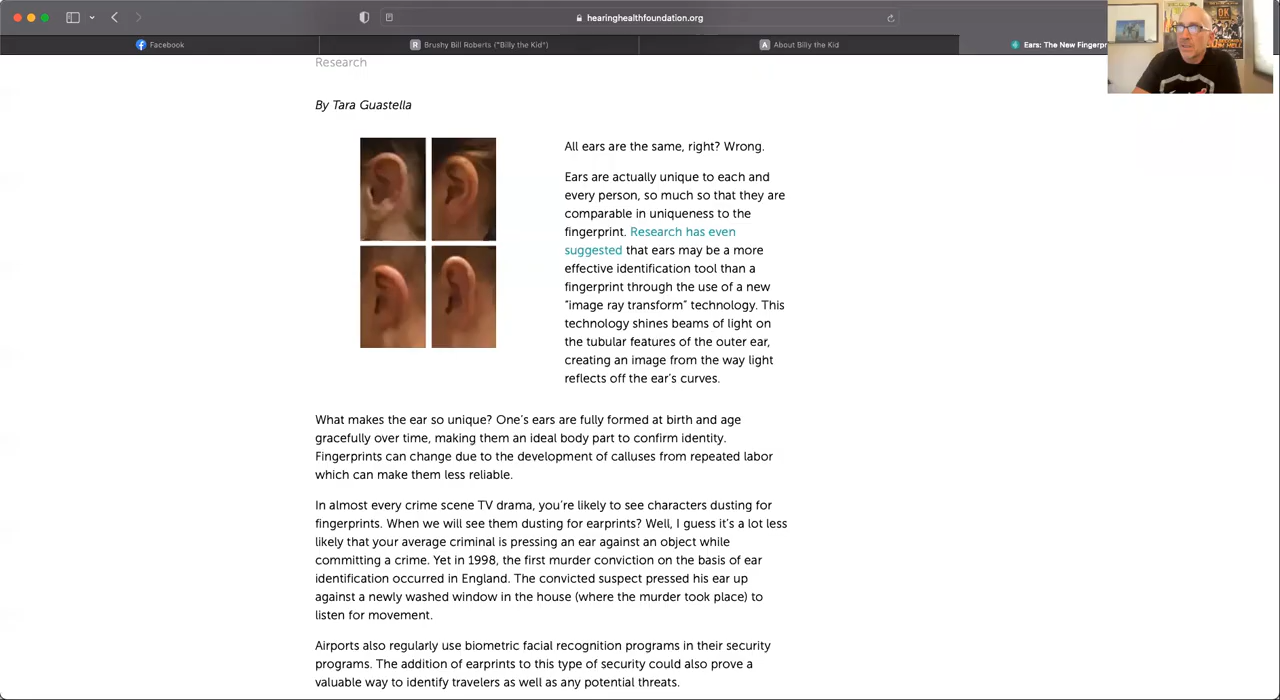 hearinghealthfoundation.org
Facebook
R Brushy Bill Roberts ("Billy the Kid")
A About Billy the Kid
Ears: The New Fingerpr
Research
By Tara Guastella
All ears are the same, right? Wrong.
Ears are actually unique to each and
every person, so much so that they are
comparable in uniqueness to the
fingerprint. Research has even
suggested that ears may be a more
effective identification tool than a
fingerprint through the use of a new
“image ray transform” technology. This
technology shines beams of light on
the tubular features of the outer ear,
creating an image from the way light
reflects off the ear’s curves.
What makes the ear so unique? One’s ears are fully formed at birth and age
gracefully over time, making them an ideal body part to confirm identity.
Fingerprints can change due to the development of calluses from repeated labor
which can make them less reliable.
In almost every crime scene TV drama, you’re likely to see characters dusting for
fingerprints. When we will see them dusting for earprints? Well, I guess it’s a lot less
likely that your average criminal is pressing an ear against an object while
committing a crime. Yet in 1998, the first murder conviction on the basis of ear
identification occurred in England. The convicted suspect pressed his ear up
against a newly washed window in the house (where the murder took place) to
listen for movement.
Airports also regularly use biometric facial recognition programs in their security
programs. The addition of earprints to this type of security could also prove a
valuable way to identify travelers as well as any potential threats.